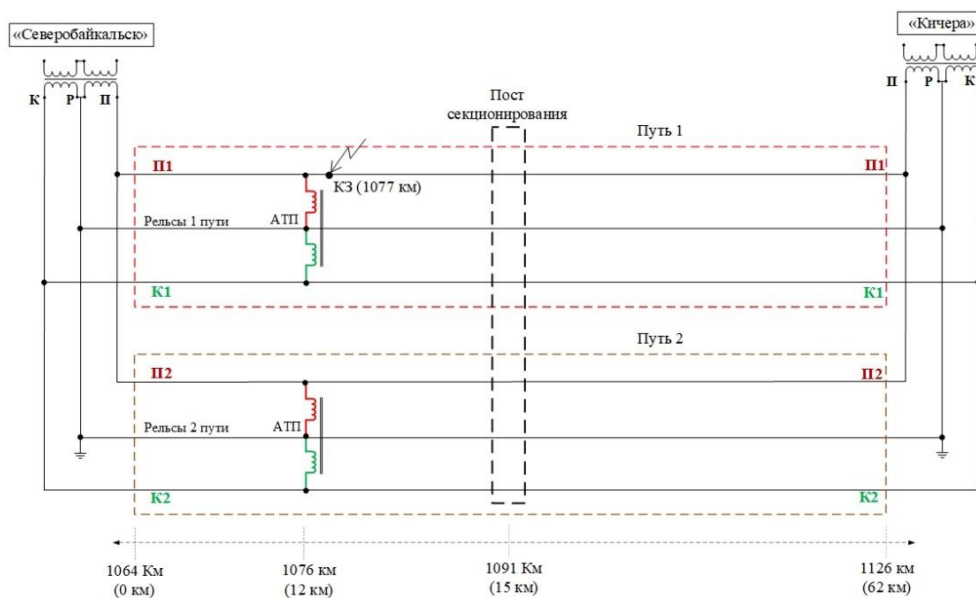 «Северобайкальск»
«Кичера»
К Р П
П Р К
Пост
секционирования
Путь 1
П1
П1
КЗ (1077 км)
Рельсы 1 пути
АТП
К1
К1
Путь 2
П2
П2
Рельсы 2 пути
АТП
К2
К2
1064 Км
(0 км)
1076 км
(12 км)
1091 Км
(15 км)
1126 км
(62 км)